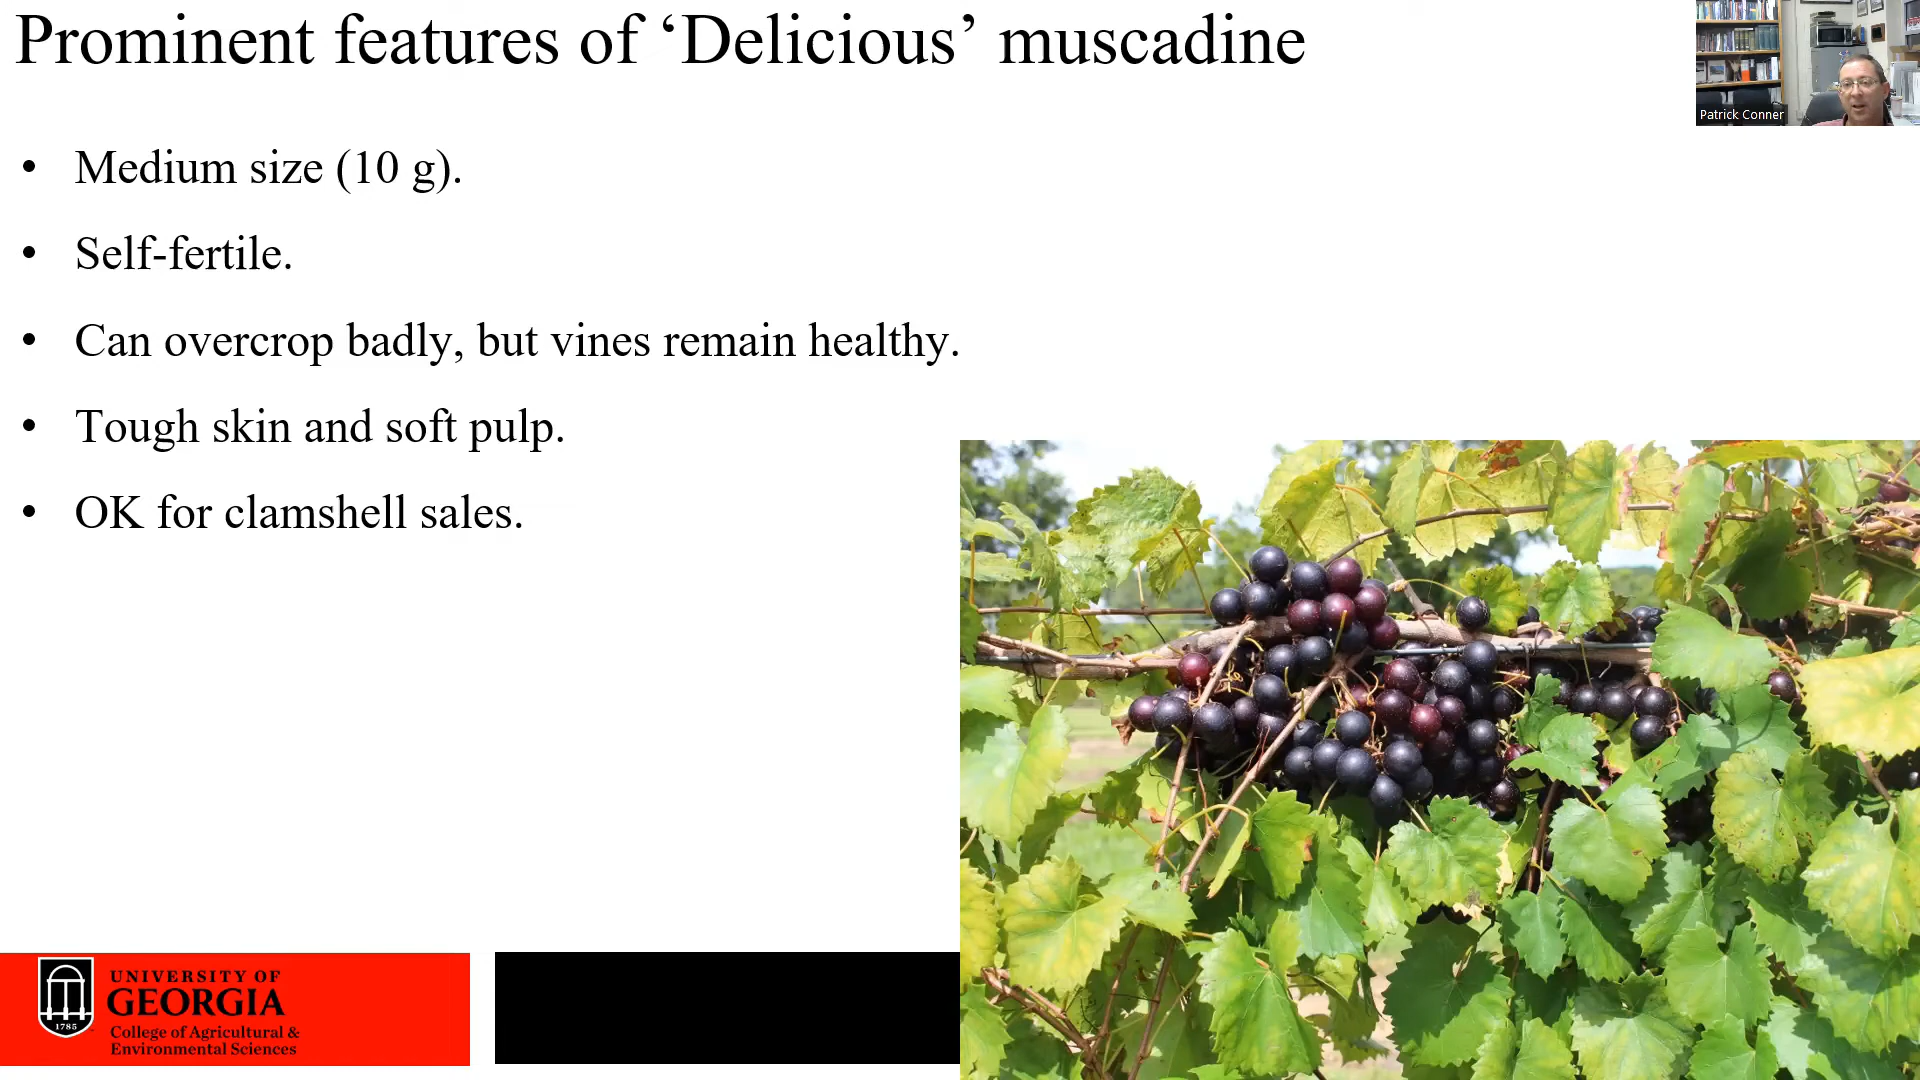 Prominent features of ‘Delicious’ muscadine
Patrick Conner
• Medium size (10 g).
• Self-fertile.
• Can overcrop badly, but vines remain healthy.
• Tough skin and soft pulp.
• OK for clamshell sales.
1785
UNIVERSITY OF
GEORGIA
College of Agricultural &
Environmental Sciences